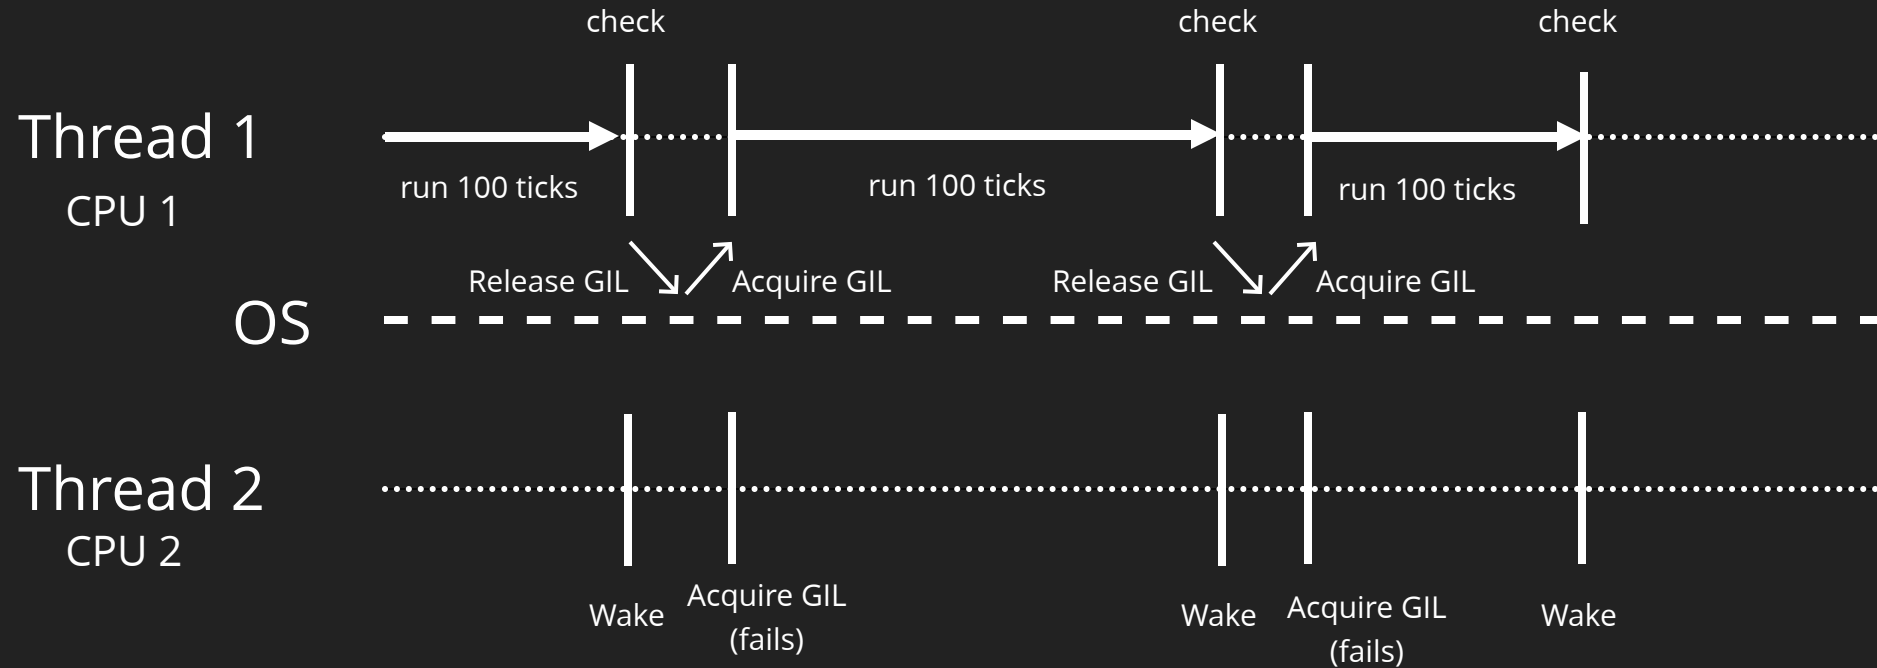 check
check
check
Thread 1
CPU 1
run 100 ticks
run 100 ticks
run 100 ticks
Release GIL
Acquire GIL
Release GIL
Acquire GIL
OS
Thread 2
CPU 2
Wake
Acquire GIL
(fails)
Wake
Acquire GIL
(fails)
Wake